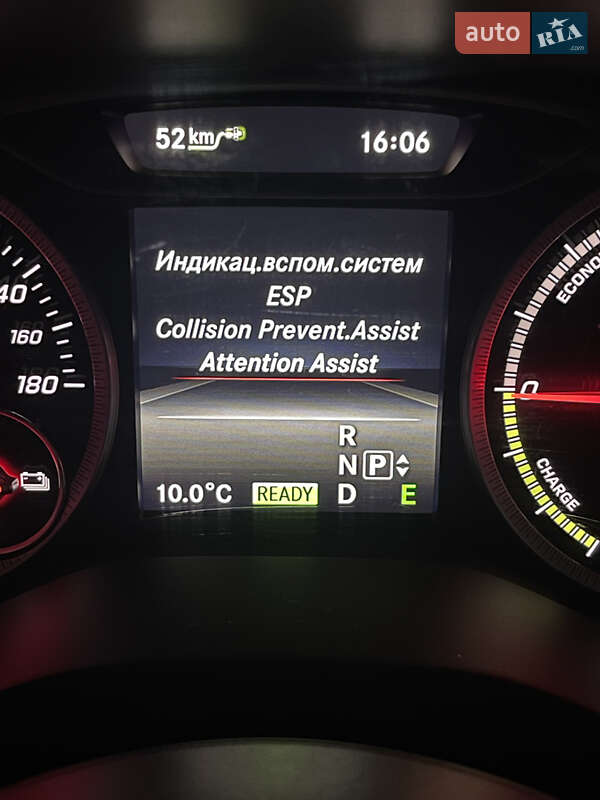 auto RIA.com
52 km
16:06
Индикац.вспом.систем
ESP
Collision Prevent.Assist
Attention Assist
40
160
180
ECONO
0
CHARGE
R
N P
D
10.0°C READY
E